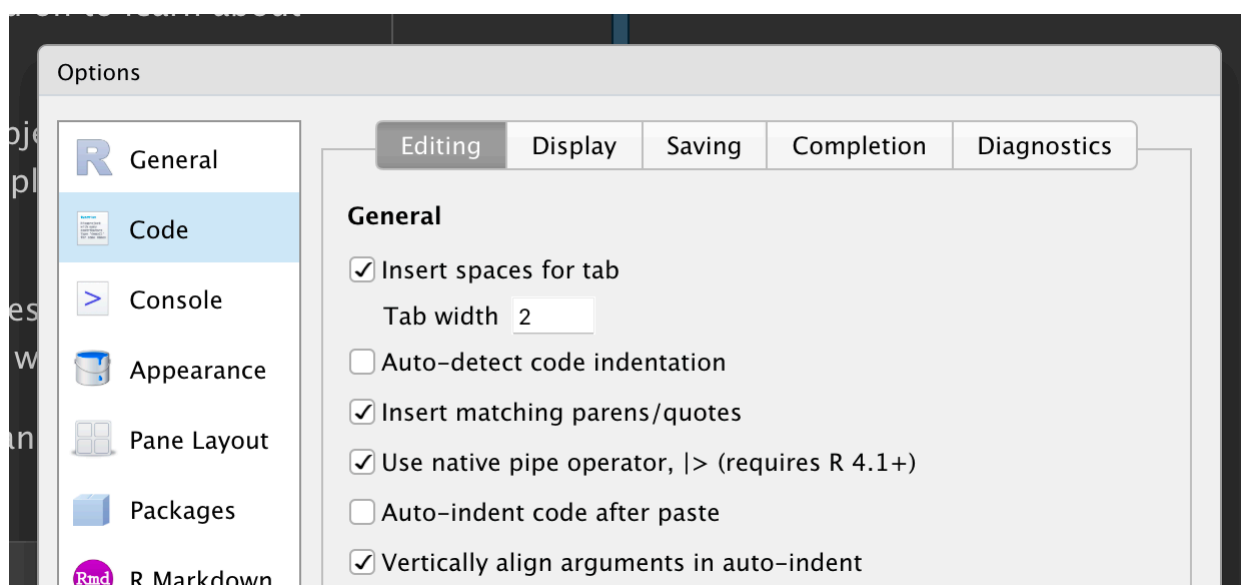 Options
General
Code
Console
Appearance
Pane Layout
Packages
R Markdown
Editing
Display
Saving
Completion
Diagnostics
General
Insert spaces for tab
Tab width 2
Auto-detect code indentation
Insert matching parens/quotes
Use native pipe operator, |> (requires R 4.1+)
Auto-indent code after paste
Vertically align arguments in auto-indent